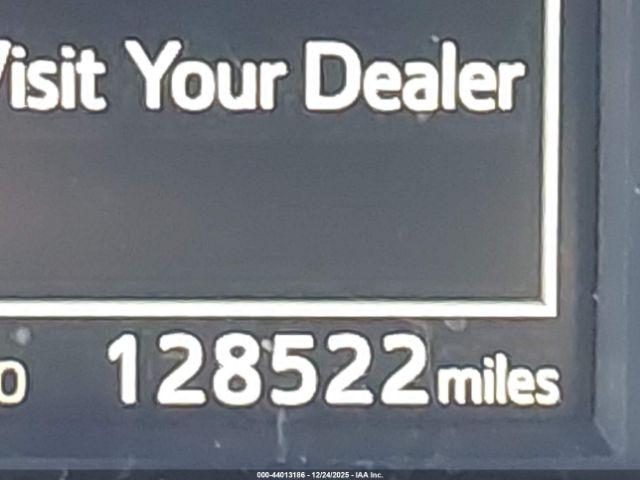 Visit Your Dealer
128522 miles
000-44013186 - 12/24/2025 - IAA Inc.